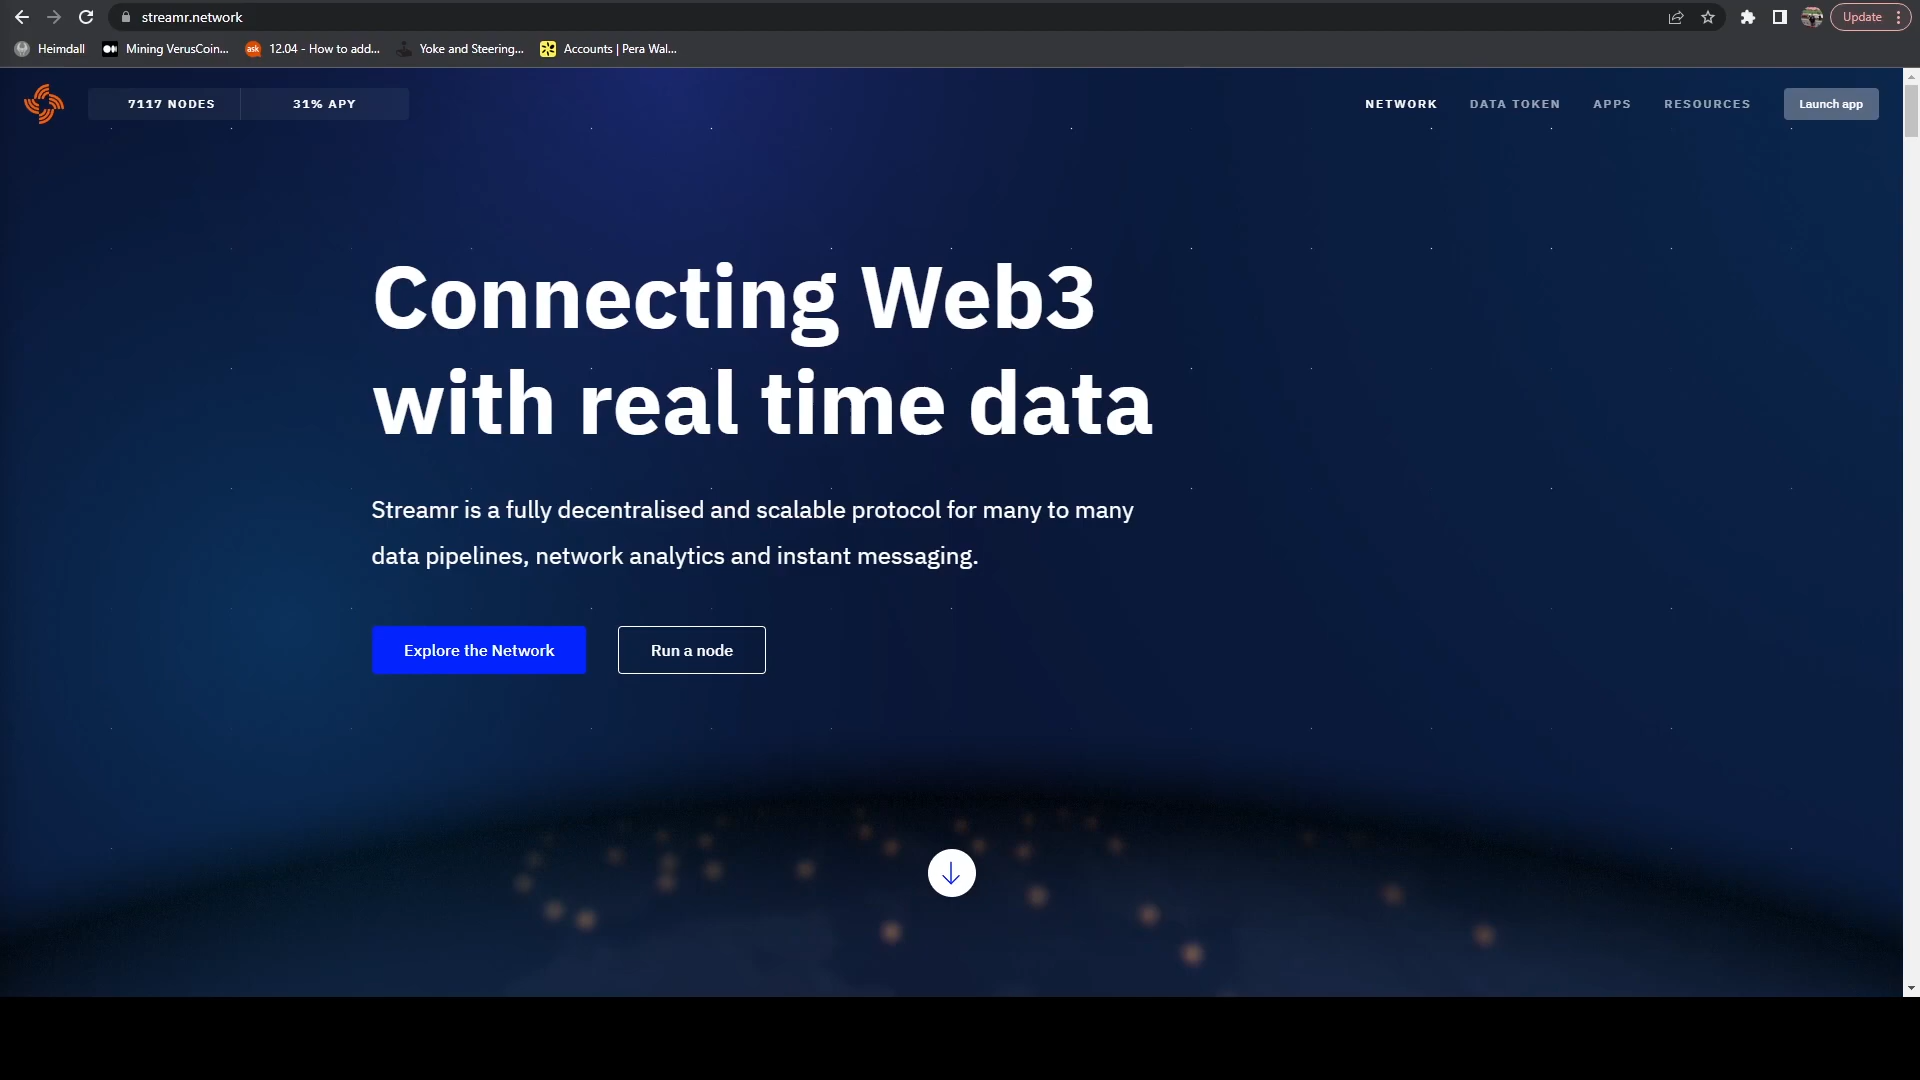 streamr.network
Update
Heimdall
Mining VerusCoin...
ask
12.04 - How to add...
Yoke and Steering...
Accounts | Pera Wal...
7117 NODES
31% APY
NETWORK
DATA TOKEN
APPS
RESOURCES
Launch app
Connecting Web3
with real time data
Streamr is a fully decentralised and scalable protocol for many to many
data pipelines, network analytics and instant messaging.
Explore the Network
Run a node